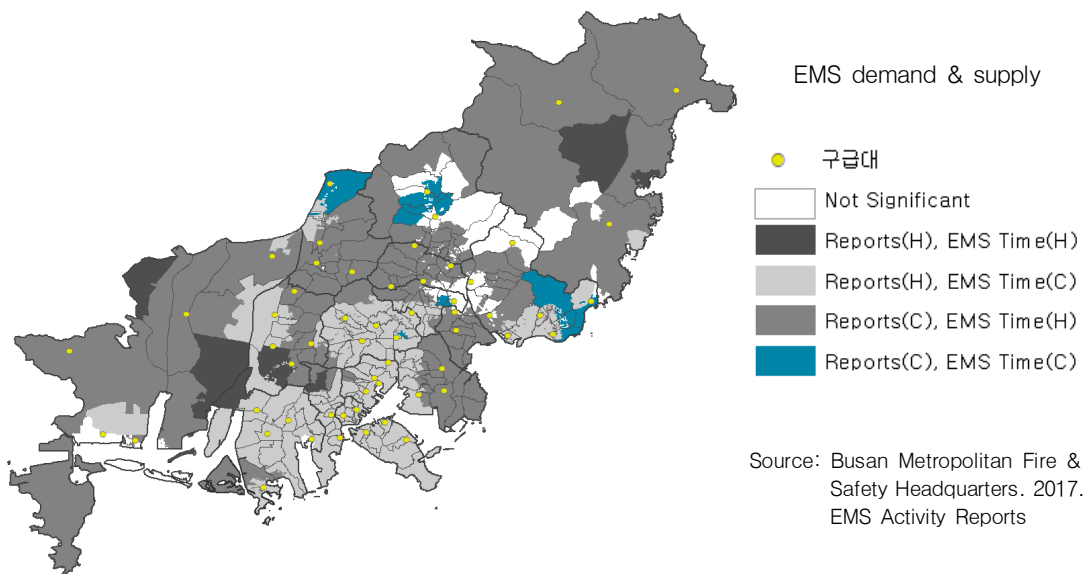 EMS demand & supply
구급대
Not Significant
Reports(H), EMS Time(H)
Reports(H), EMS Time(C)
Reports(C), EMS Time(H)
Reports(C), EMS Time(C)
Source: Busan Metropolitan Fire &
Safety Headquarters. 2017.
EMS Activity Reports